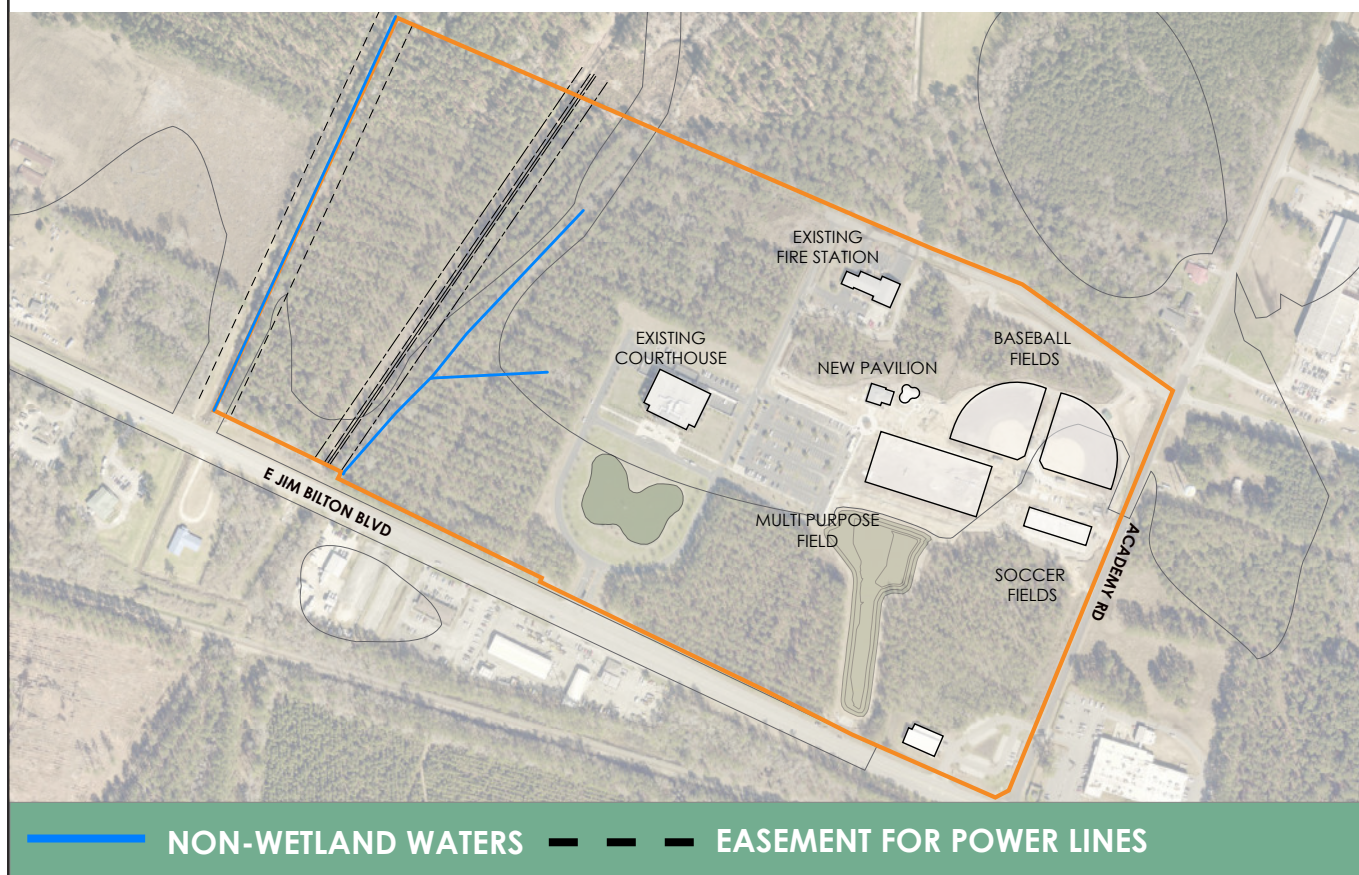 EXISTING
FIRE STATION
EXISTING
COURTHOUSE
NEW PAVILION
BASEBALL
FIELDS
E JIM BILTON BLVD
MULTI PURPOSE
FIELD
SOCCER
FIELDS
ACADEMY RD
NON-WETLAND WATERS
EASEMENT FOR POWER LINES